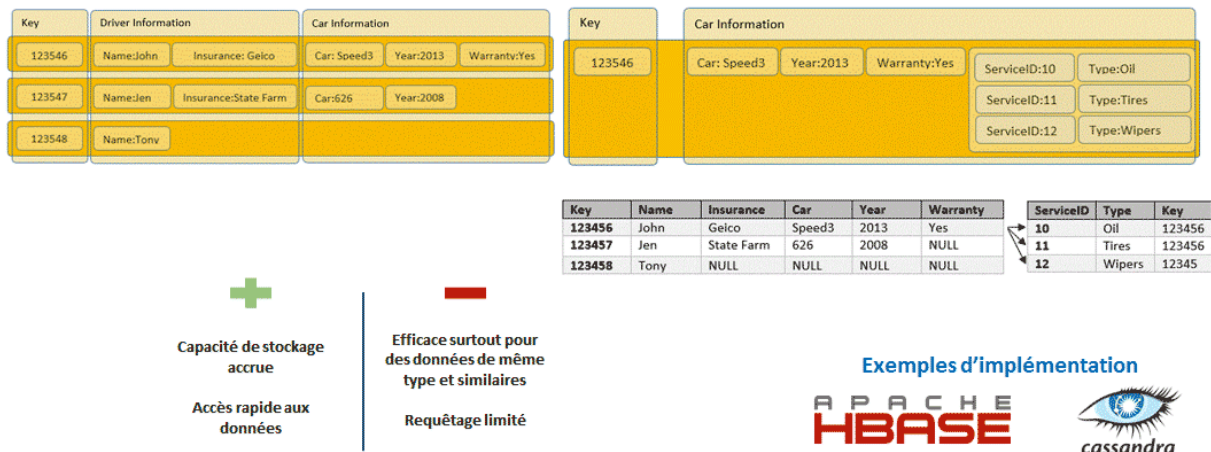 Key Driver Information Car Information
123546 Name:John Insurance: Geico Car: Speed3 Year:2013 Warranty:Yes
123547 Name:Jen Insurance:State Farm Car:626 Year:2008
123548 Name:Tony
Key Car Information
123546 Car: Speed3 Year:2013 Warranty:Yes
ServiceID:10 Type:Oil
ServiceID:11 Type:Tires
ServiceID:12 Type:Wipers
Key Name Insurance Car Year Warranty
123456 John Geico Speed3 2013 Yes
123457 Jen State Farm 626 2008 NULL
123458 Tony NULL NULL NULL NULL
ServiceID Type Key
10 Oil 123456
11 Tires 123456
12 Wipers 12345
Capacité de stockage
accrue
Accès rapide aux
données
Efficace surtout pour
des données de même
type et similaires
Requêtage limité
Exemples d'implémentation
APACHE
HBASE
cassandra